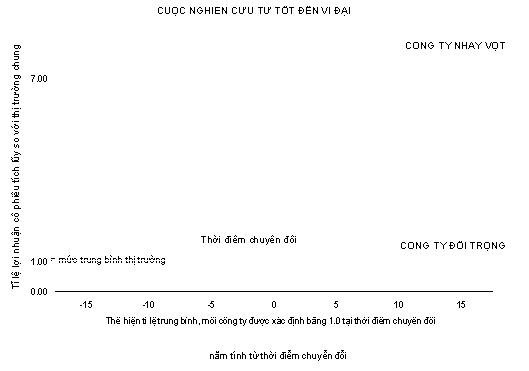 CUỘC NGHIÊN CỨU TỪ TỐT ĐẾN VĨ ĐẠI
CÔNG TY NHẢY VỌT
Tỉ lệ lợi nhuận cổ phiếu tích lũy so với thị trường chung
7.00
Thời điểm chuyển đổi
CÔNG TY ĐỐI TRỌNG
1.00 = mức trung bình thị trường
0.00
-15 -10 -5 0 5 10 15
Thể hiện tỉ lệ trung bình, mỗi công ty được xác định bằng 1.0 tại thời điểm chuyển đổi
năm tính từ thời điểm chuyển đổi